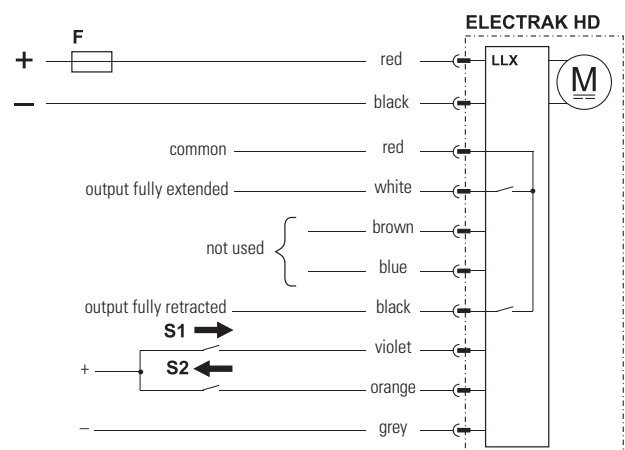 ELECTRAK HD
F
+ red LLX M
– black
common red
output fully extended white
not used
brown
blue
output fully retracted black
S1
violet
+ S2
orange
– grey